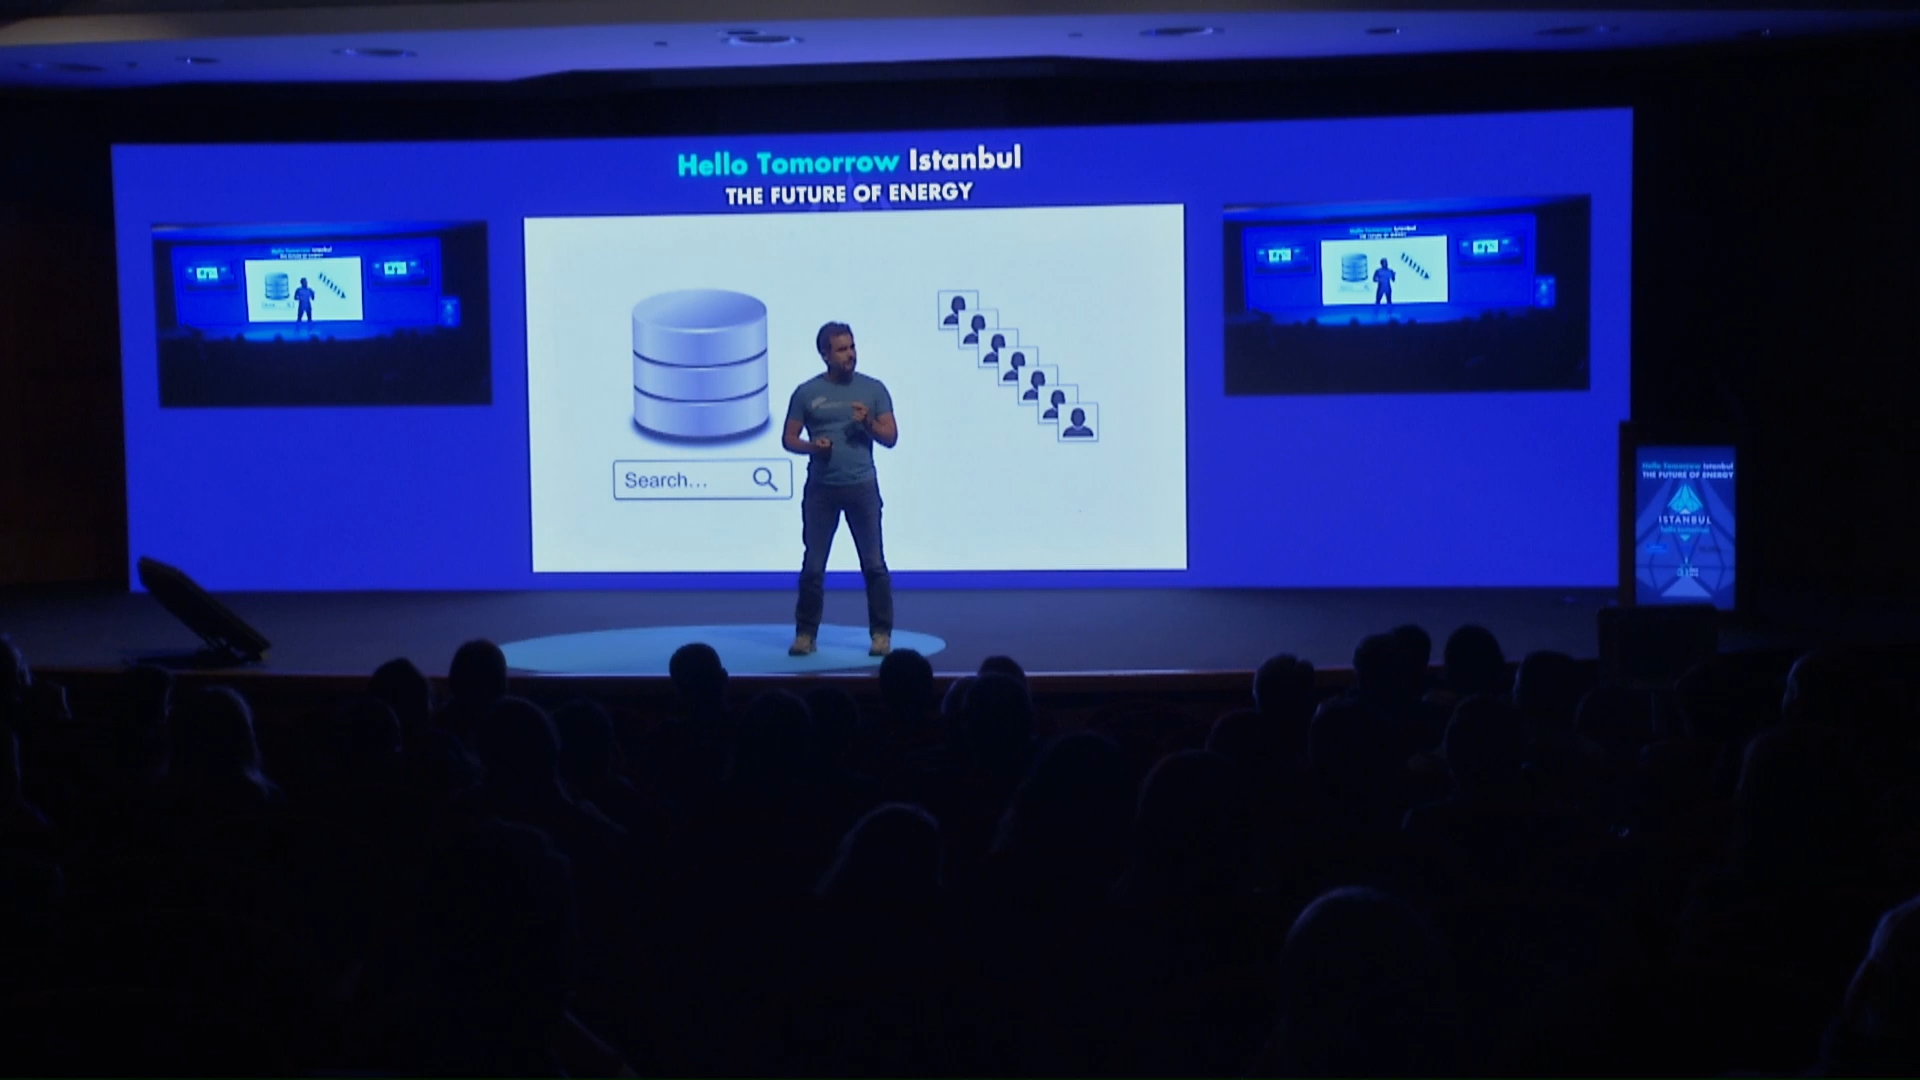 Hello Tomorrow Istanbul
THE FUTURE OF ENERGY
Search...
Hello Tomorrow Istanbul
THE FUTURE OF ENERGY
ISTANBUL